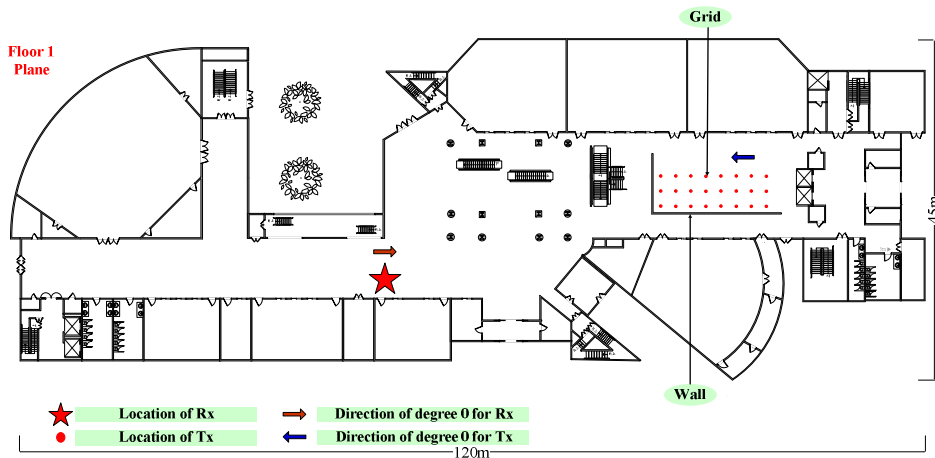 Grid
Floor 1
Plane
45m
Wall
Location of Rx
Direction of degree 0 for Rx
Location of Tx
Direction of degree 0 for Tx
120m